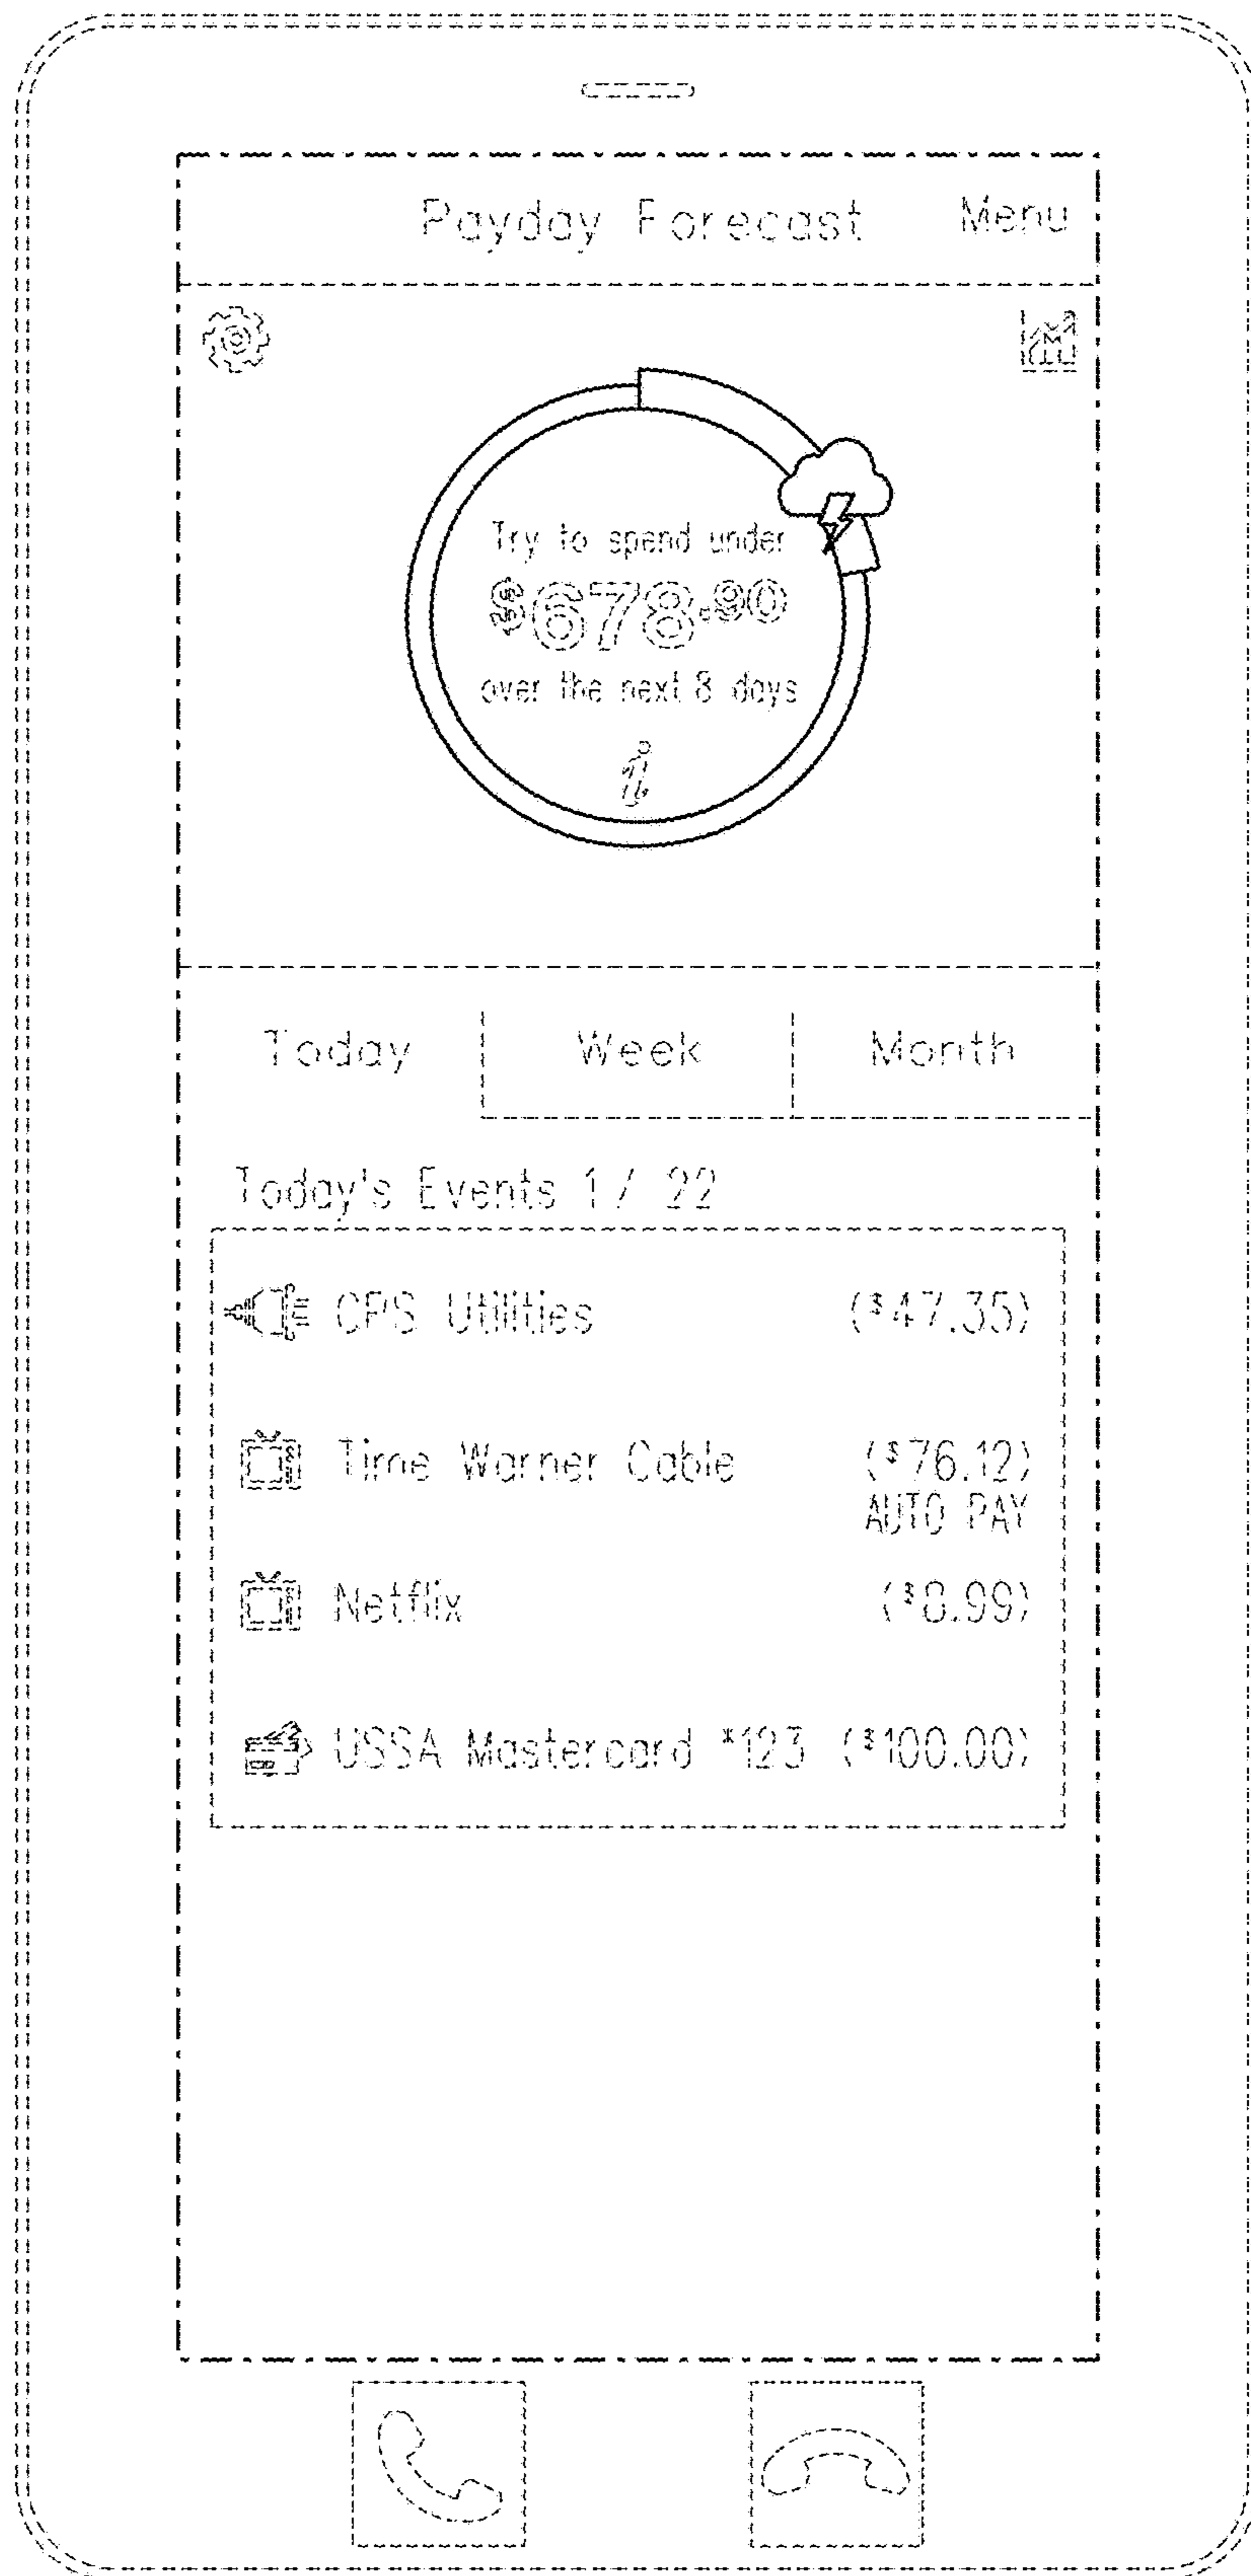 Payday Forecast Menu
Try to spend under
$678.90
over the next 8 days
i
Today Week Month
Today's Events 1 / 22
CPS Utilities ($47.35)
Time Warner Cable ($76.12)
AUTO PAY
Netflix ($8.99)
USSA Mastercard *123 ($100.00)